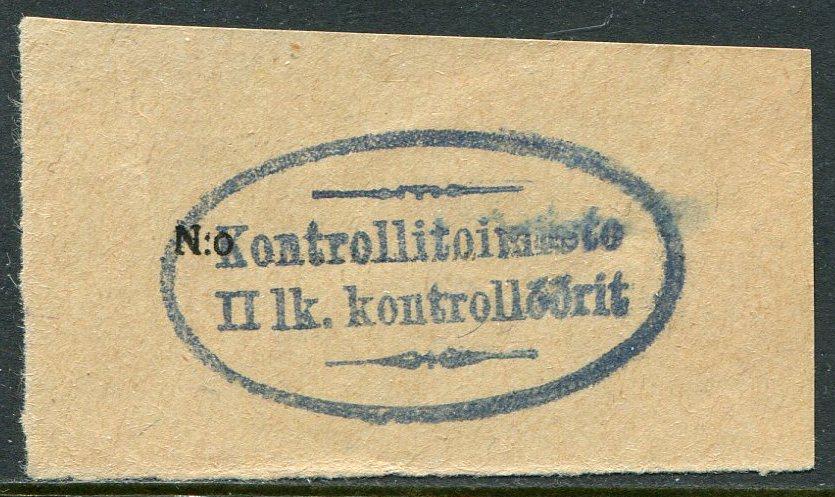 N:o
Kontrollitoimisto
II lk. kontrollöörit